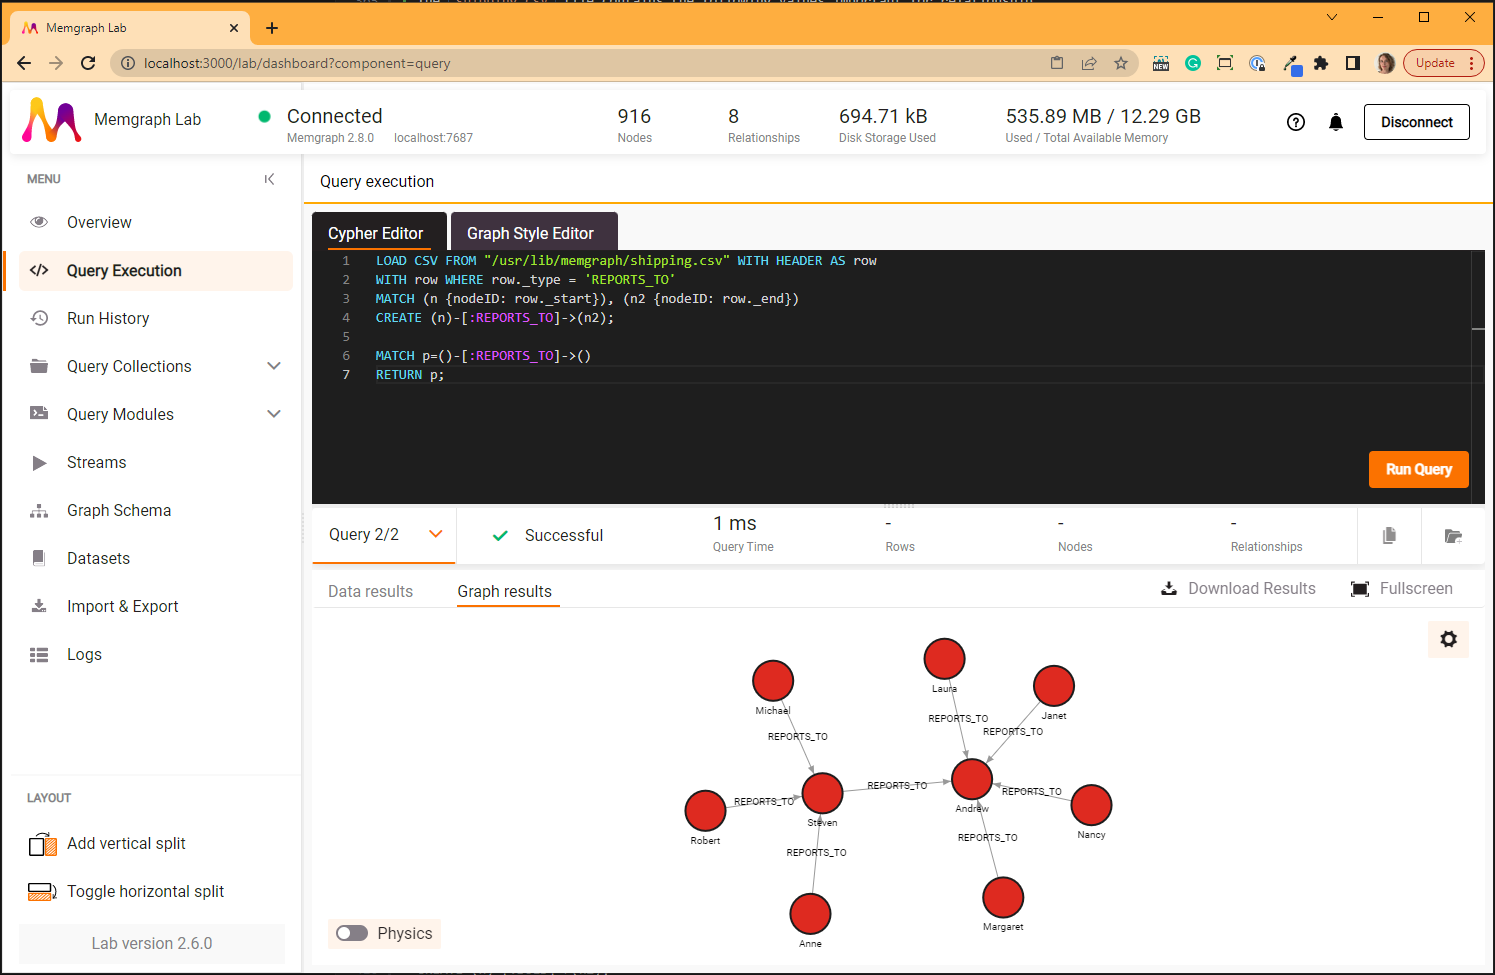 Memgraph Lab
localhost:3000/lab/dashboard?component=query
NEW
Update
Memgraph Lab
Connected
Memgraph 2.8.0 localhost:7687
916
Nodes
8
Relationships
694.71 kB
Disk Storage Used
535.89 MB / 12.29 GB
Used / Total Available Memory
Disconnect
MENU
Overview
Query Execution
Run History
Query Collections
Query Modules
Streams
Graph Schema
Datasets
Import & Export
Logs
LAYOUT
Add vertical split
Toggle horizontal split
Lab version 2.6.0
Query execution
Cypher Editor
Graph Style Editor
1 LOAD CSV FROM "/usr/lib/memgraph/shipping.csv" WITH HEADER AS row
2 WITH row WHERE row._type = 'REPORTS_TO'
3 MATCH (n {nodeID: row._start}), (n2 {nodeID: row._end})
4 CREATE (n)-[:REPORTS_TO]->(n2);
5
6 MATCH p=()-[:REPORTS_TO]->()
7 RETURN p;
Run Query
Query 2/2
Successful
1 ms
Query Time
-
Rows
-
Nodes
-
Relationships
Data results
Graph results
Download Results
Fullscreen
Laura
Michael
Janet
REPORTS_TO
REPORTS_TO
REPORTS_TO
REPORTS_TO
REPORTS_TO
REPORTS_TO
Andrew
Steven
Robert
Nancy
REPORTS_TO
REPORTS_TO
Margaret
Anne
Physics